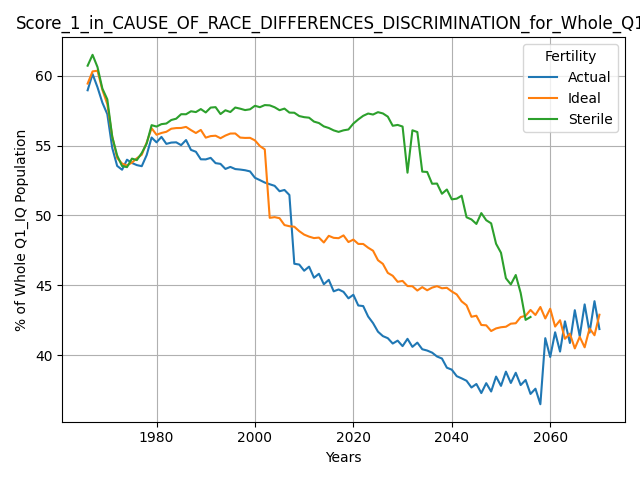 Score_1_in_CAUSE_OF_RACE_DIFFERENCES_DISCRIMINATION_for_Whole_Q1
Fertility
Actual
Ideal
Sterile
% of Whole Q1_IQ Population
60
55
50
45
40
1980 2000 2020 2040 2060
Years